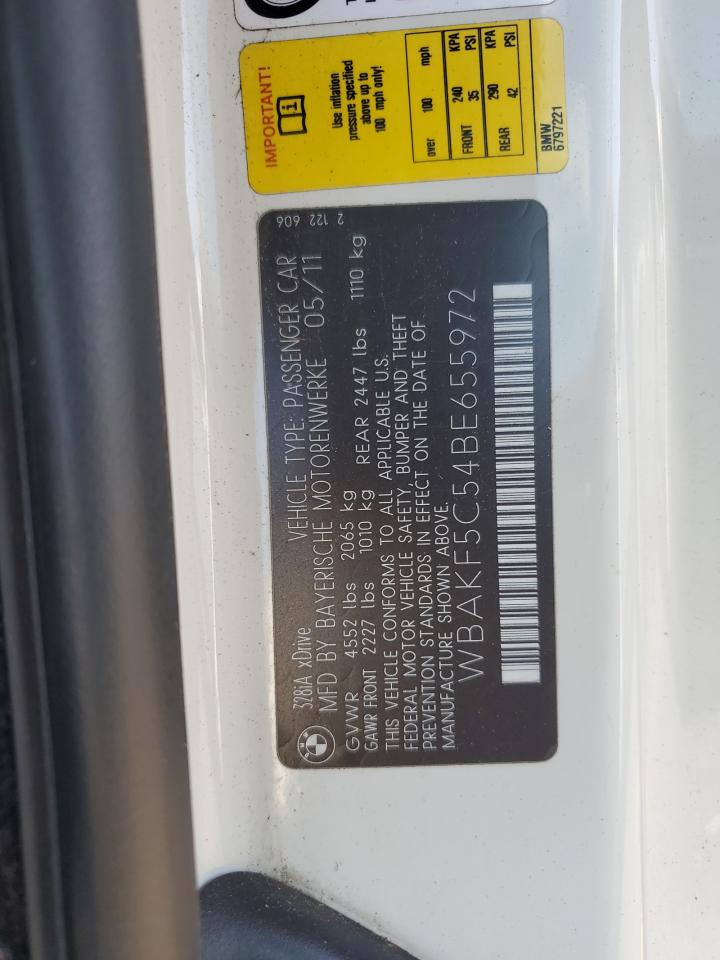 328iA xDrive VEHICLE TYPE: PASSENGER CAR 2 122 606
MFD BY BAYERISCHE MOTORENWERKE 05/11
GVWR 4552 lbs 2065 kg
GAWR FRONT 2227 lbs 1010 kg REAR 2447 lbs 1110 kg
THIS VEHICLE CONFORMS TO ALL APPLICABLE U.S.
FEDERAL MOTOR VEHICLE SAFETY, BUMPER AND THEFT
PREVENTION STANDARDS IN EFFECT ON THE DATE OF
MANUFACTURE SHOWN ABOVE.
WBAKF5C54BE655972
IMPORTANT!
i
Use inflation
pressure specified
above up to
100 mph only!
over 100 mph
KPA
FRONT 240
35 PSI
KPA
REAR 290
42 PSI
BMW
6797221